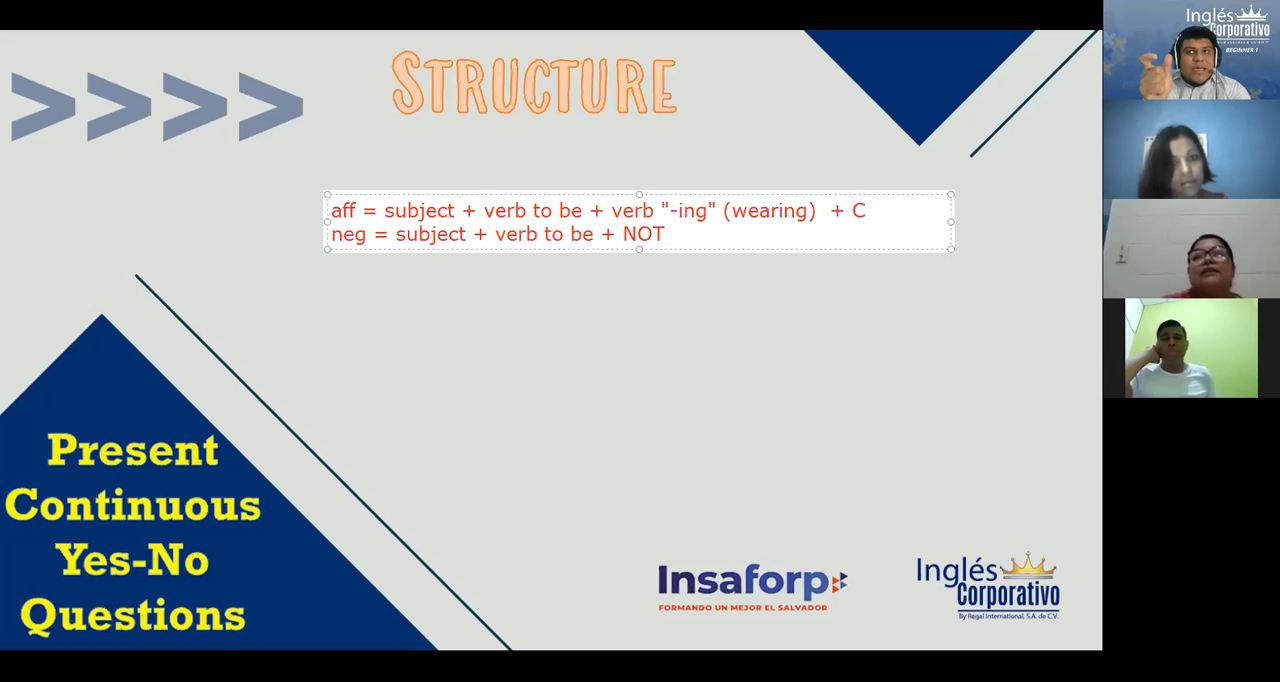 STRUCTURE
aff = subject + verb to be + verb "-ing" (wearing) + C
neg = subject + verb to be + NOT
Present
Continuous
Yes-No
Questions
Insaforp
FORMANDO UN MEJOR EL SALVADOR
Inglés
Corporativo
By Regal International, S.A. de C.V.
Inglés
Corporativo
BEGINNER 1